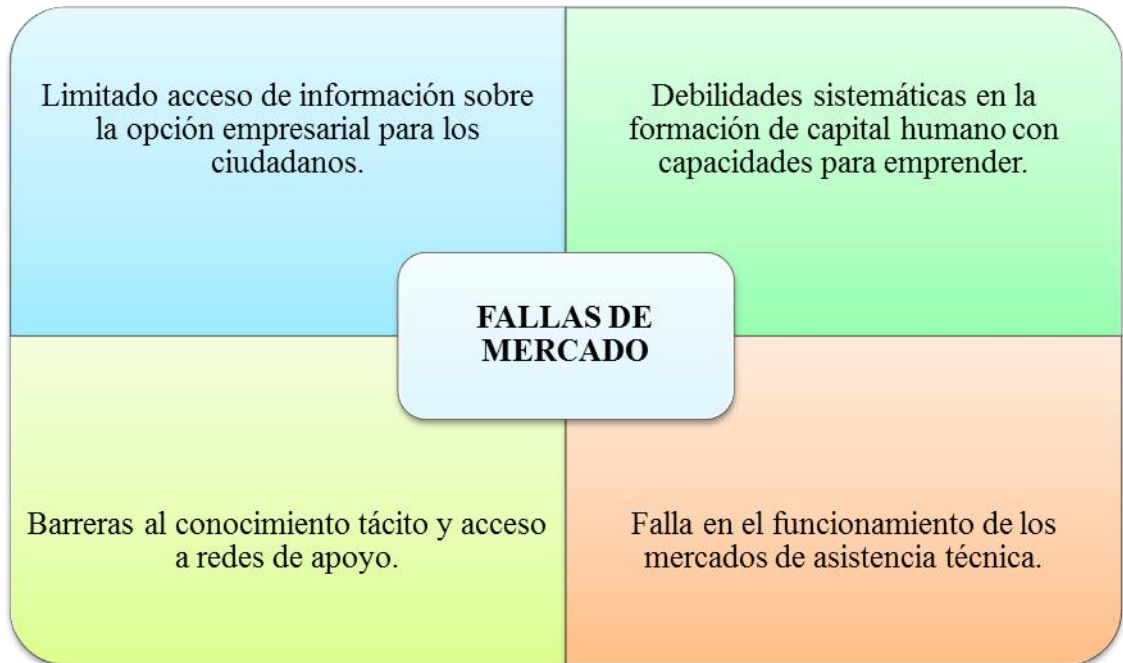 Limitado acceso de información sobre
la opción empresarial para los
ciudadanos.
Debilidades sistemáticas en la
formación de capital humano con
capacidades para emprender.
FALLAS DE
MERCADO
Barreras al conocimiento tácito y acceso
a redes de apoyo.
Falla en el funcionamiento de los
mercados de asistencia técnica.